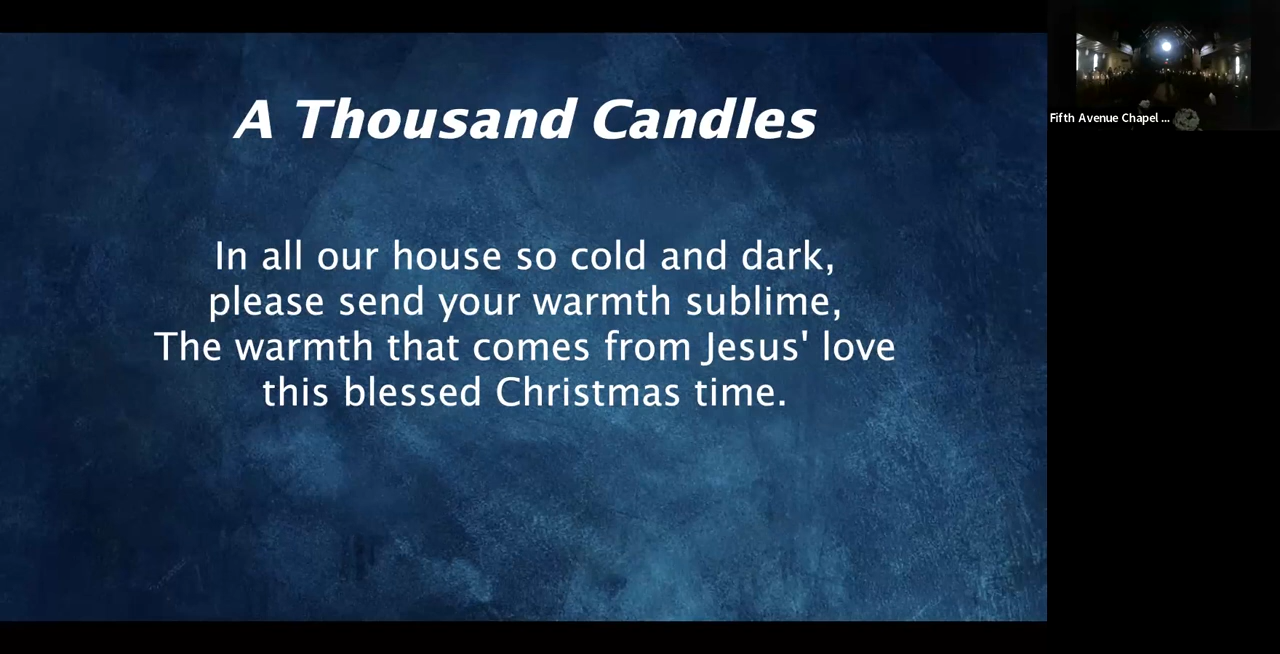 A Thousand Candles
In all our house so cold and dark,
please send your warmth sublime,
The warmth that comes from Jesus' love
this blessed Christmas time.
Fifth Avenue Chapel ...